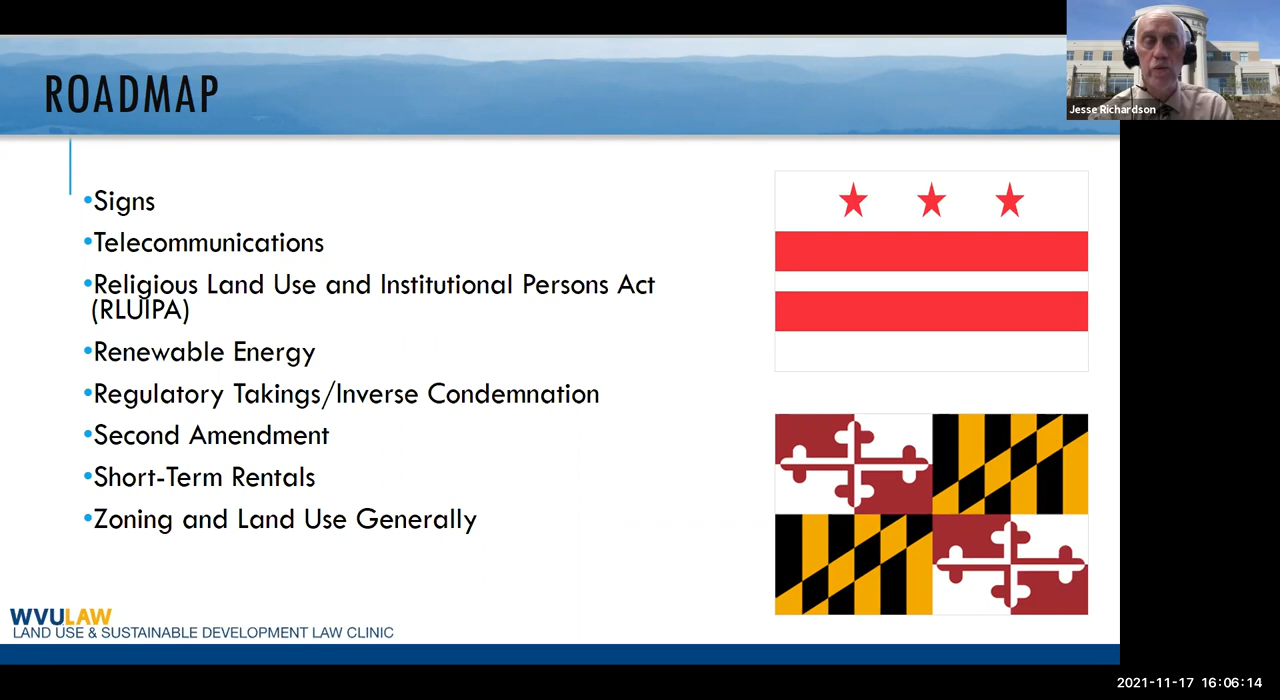 ROADMAP
Jesse Richardson
•Signs
•Telecommunications
•Religious Land Use and Institutional Persons Act
(RLUIPA)
•Renewable Energy
•Regulatory Takings/Inverse Condemnation
•Second Amendment
•Short-Term Rentals
•Zoning and Land Use Generally
WVULAW
LAND USE & SUSTAINABLE DEVELOPMENT LAW CLINIC
2021-11-17 16:06:14